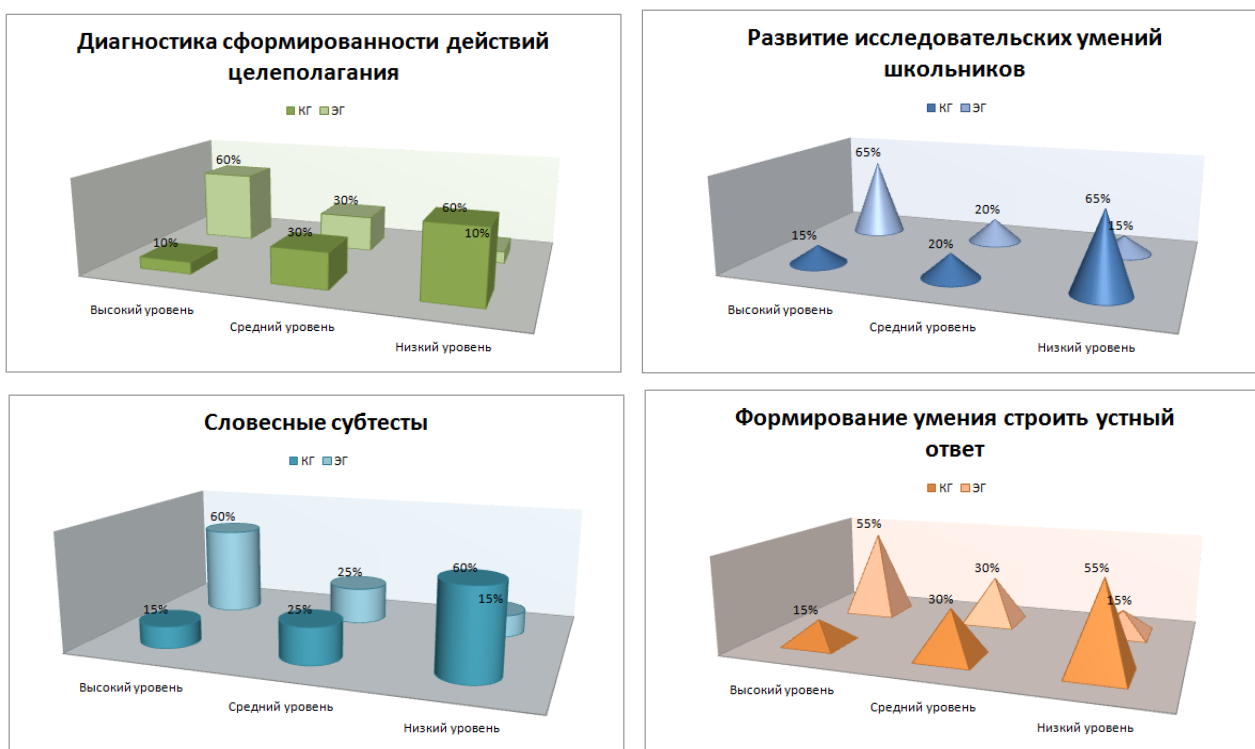 Диагностика сформированности действий
целеполагания
КГ ЭГ
60%
30%
60%
10%
30%
10%
Высокий уровень
Средний уровень
Низкий уровень
Развитие исследовательских умений
школьников
КГ ЭГ
65%
20%
65%
15%
15%
20%
Высокий уровень
Средний уровень
Низкий уровень
Словесные субтесты
КГ ЭГ
60%
25%
60%
15%
25%
15%
Высокий уровень
Средний уровень
Низкий уровень
Формирование умения строить устный
ответ
КГ ЭГ
55%
30%
55%
15%
30%
15%
Высокий уровень
Средний уровень
Низкий уровень